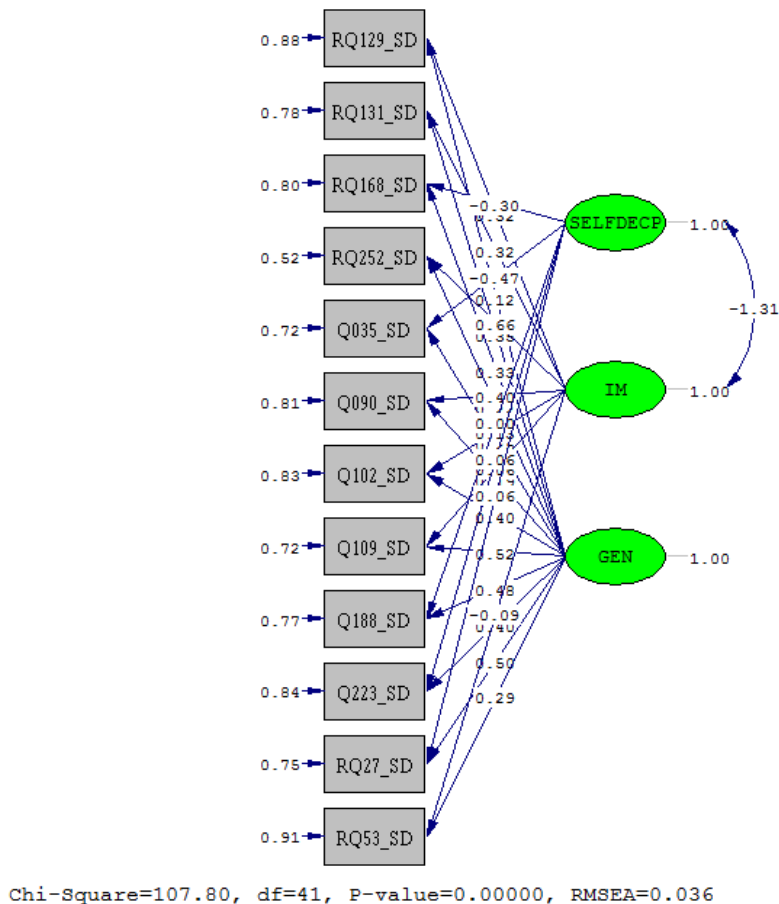 0.88 RQ129_SD
0.78 RQ131_SD
0.80 RQ168_SD
-0.30
0.32
SELFDECP 1.00
RQ252_SD
0.52
0.32
-0.47
0.12
-1.31
0.72 Q035_SD
0.66
0.33
IM 1.00
0.81 Q090_SD
0.40
0.00
0.06
0.83 Q102_SD
0.06
0.40
0.72 Q109_SD
0.52
GEN 1.00
0.48
0.77 Q188_SD
-0.09
0.40
0.50
0.84 Q223_SD
0.29
0.75 RQ27_SD
0.91 RQ53_SD
Chi-Square=107.80, df=41, P-value=0.00000, RMSEA=0.036